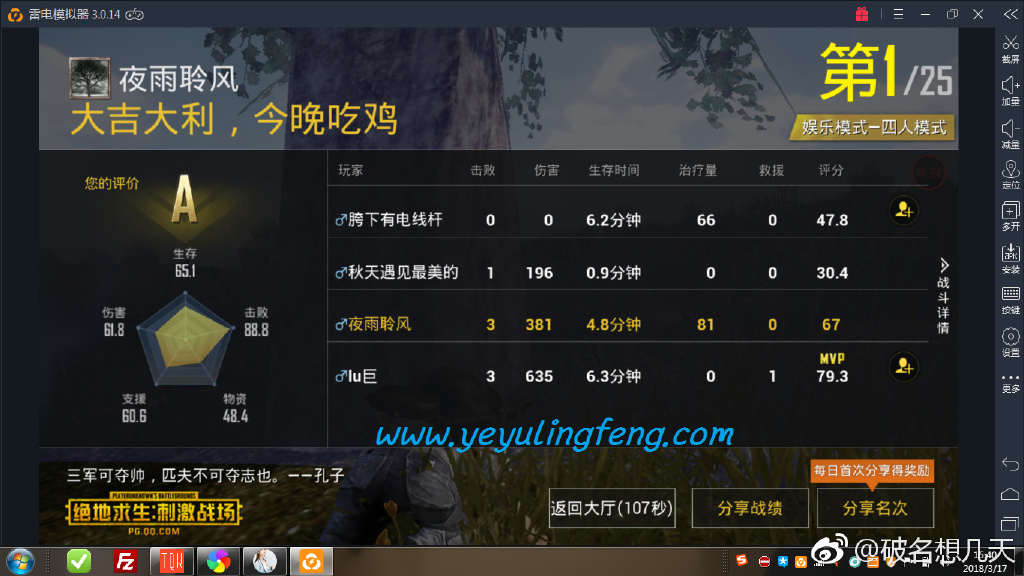 雷电模拟器 3.0.14
夜雨聆风
大吉大利，今晚吃鸡
第1/25
娱乐模式-四人模式
您的评价
A
生存
65.1
伤害
61.8
击败
88.8
支援
60.6
物资
48.4
玩家 击败 伤害 生存时间 治疗量 救援 评分
♂胯下有电线杆 0 0 6.2分钟 66 0 47.8
♂秋天遇见最美的 1 196 0.9分钟 0 0 30.4
♂夜雨聆风 3 381 4.8分钟 81 0 67
MVP
♂lu巨 3 635 6.3分钟 0 1 79.3
战斗详情
www.yeyulingfeng.com
三军可夺帅，匹夫不可夺志也。——孔子
PLAYERUNKNOWN'S BATTLEGROUNDS
绝地求生:刺激战场
PG.QQ.COM
每日首次分享得奖励
返回大厅(107秒)
分享战绩
分享名次
截屏
加量
减量
定位
多开
APK
安装
按键
设置
更多
TQH
@破名想几天
2018/3/17